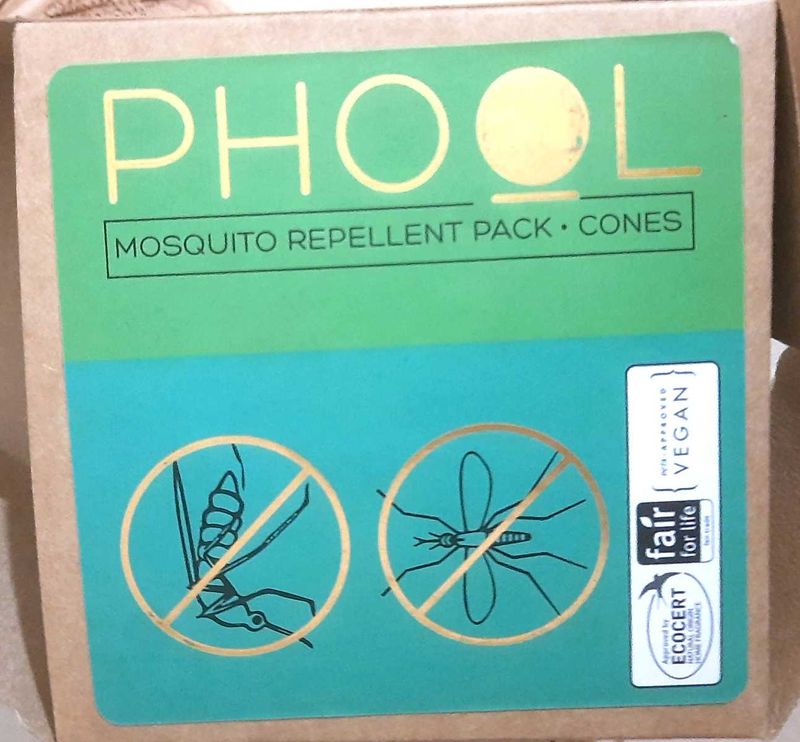 PHOOL
MOSQUITO REPELLENT PACK • CONES
PETA-APPROVED
VEGAN
fair
for life
fair trade
Approved by
ECOCERT
NATURAL ORIGIN
HOME FRAGRANCE